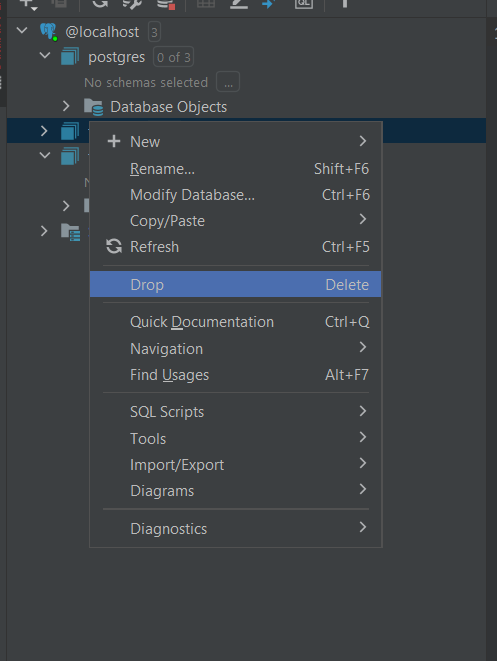 @localhost 3
postgres 0 of 3
No schemas selected ...
Database Objects
New
Rename... Shift+F6
Modify Database... Ctrl+F6
Copy/Paste
Refresh Ctrl+F5
Drop Delete
Quick Documentation Ctrl+Q
Navigation
Find Usages Alt+F7
SQL Scripts
Tools
Import/Export
Diagrams
Diagnostics